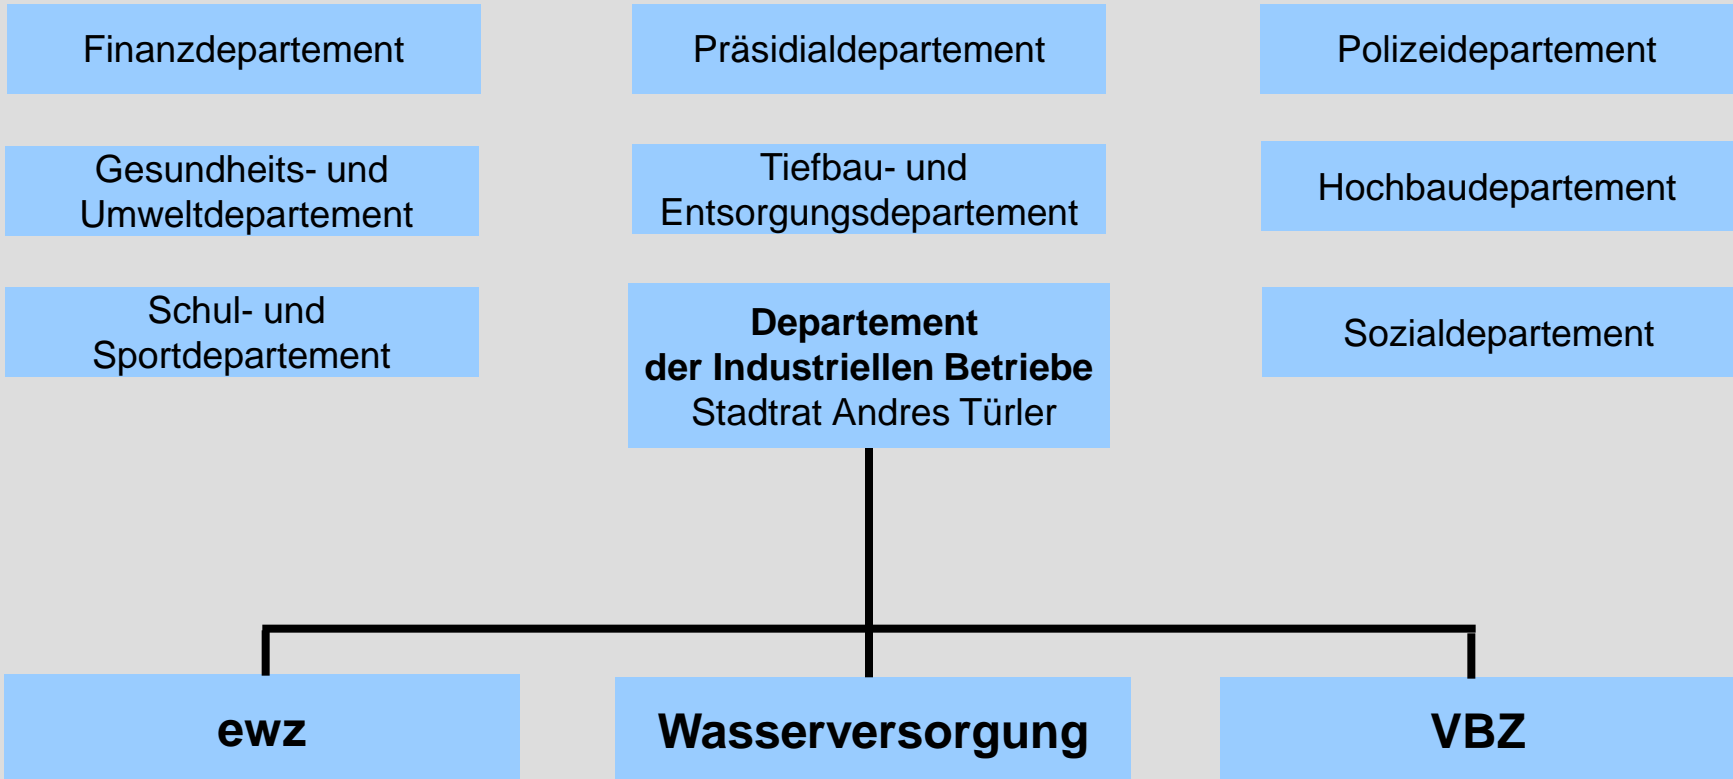 Finanzdepartement
Präsidialdepartement
Polizeidepartement
Gesundheits- und
Umweltdepartement
Tiefbau- und
Entsorgungsdepartement
Hochbaudepartement
Schul- und
Sportdepartement
Departement
der Industriellen Betriebe
Stadtrat Andres Türler
Sozialdepartement
ewz
Wasserversorgung
VBZ